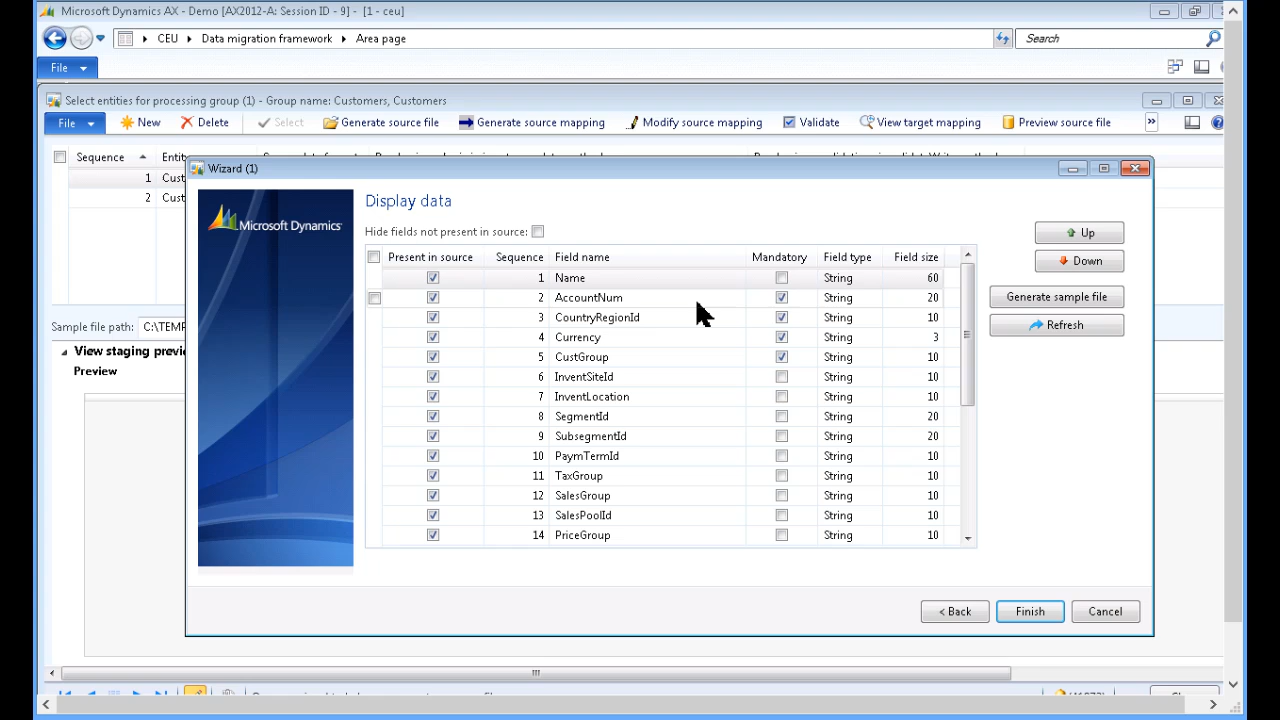 Microsoft Dynamics AX - Demo [AX2012-A: Session ID - 9] - [1 - ceu]
CEU Data migration framework Area page Search
File
Select entities for processing group (1) - Group name: Customers, Customers
File New Delete Select Generate source file Generate source mapping Modify source mapping Validate View target mapping Preview source file »
Sequence
1 Cust
2 Cust
Sample file path: C:\TEMP
View staging previe
Preview
Wizard (1)
Microsoft Dynamics
Display data
Hide fields not present in source:
Present in source Sequence Field name Mandatory Field type Field size
1 Name String 60
2 AccountNum String 20
3 CountryRegionId String 10
4 Currency String 3
5 CustGroup String 10
6 InventSiteId String 10
7 InventLocation String 10
8 SegmentId String 20
9 SubsegmentId String 20
10 PaymTermId String 10
11 TaxGroup String 10
12 SalesGroup String 10
13 SalesPoolId String 10
14 PriceGroup String 10
Up
Down
Generate sample file
Refresh
< Back Finish Cancel